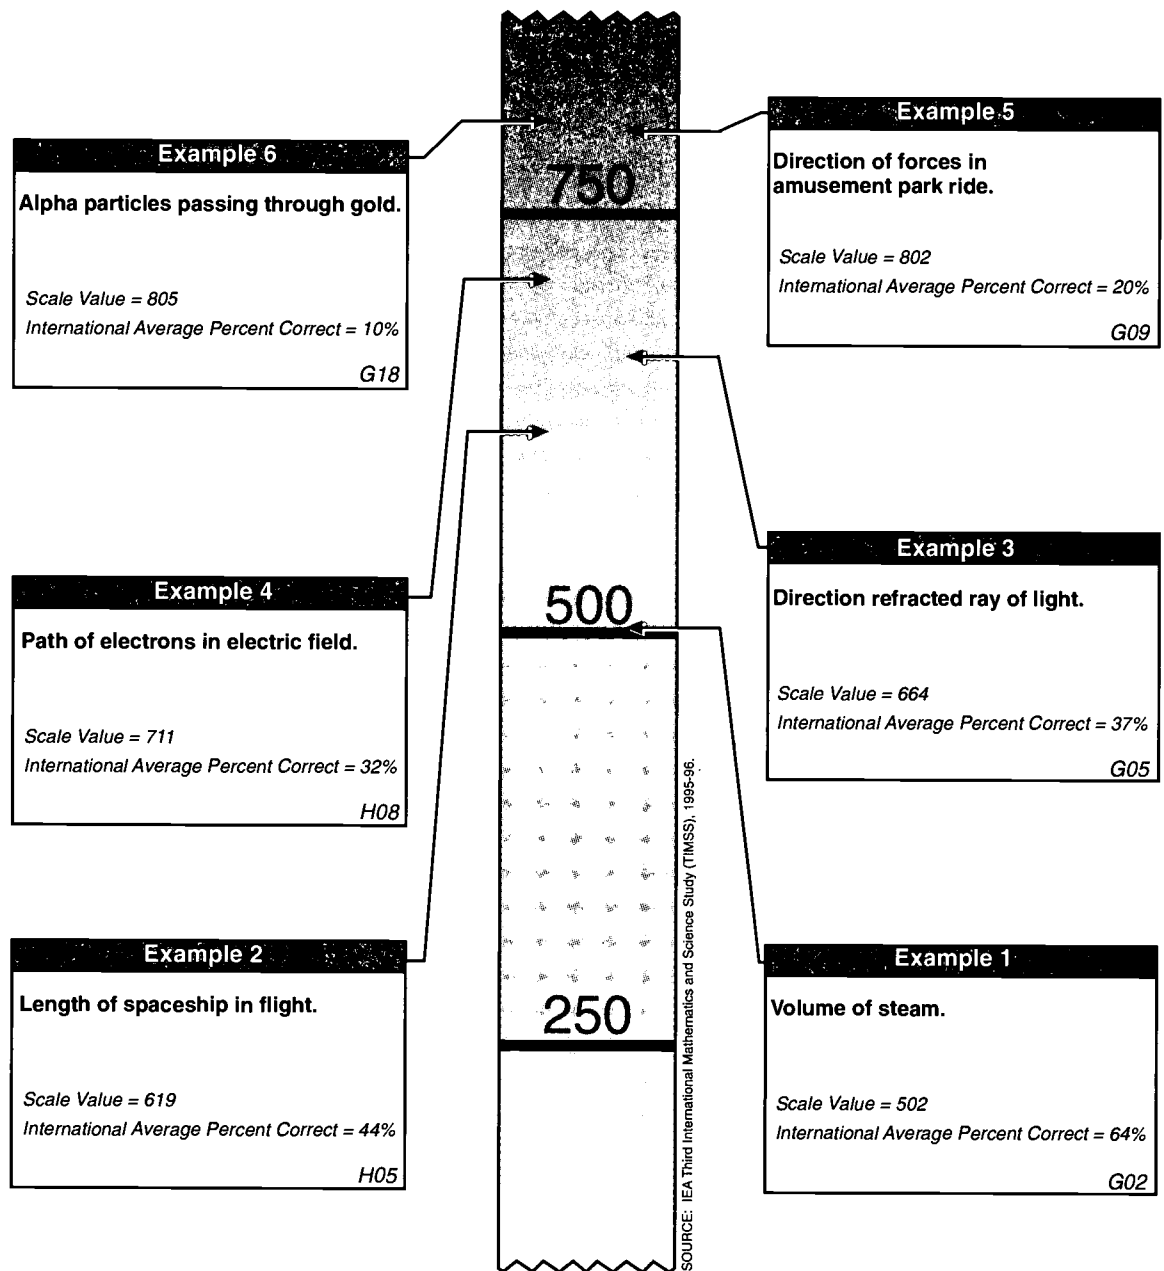 Example 6
Alpha particles passing through gold.
Scale Value = 805
International Average Percent Correct = 10%
G18
Example 5
Direction of forces in
amusement park ride.
Scale Value = 802
International Average Percent Correct = 20%
G09
750
Example 4
Path of electrons in electric field.
Scale Value = 711
International Average Percent Correct = 32%
H08
500
Example 3
Direction refracted ray of light.
Scale Value = 664
International Average Percent Correct = 37%
G05
Example 2
Length of spaceship in flight.
Scale Value = 619
International Average Percent Correct = 44%
H05
250
Example 1
Volume of steam.
Scale Value = 502
International Average Percent Correct = 64%
G02
SOURCE: IEA Third International Mathematics and Science Study (TIMSS), 1995-96.